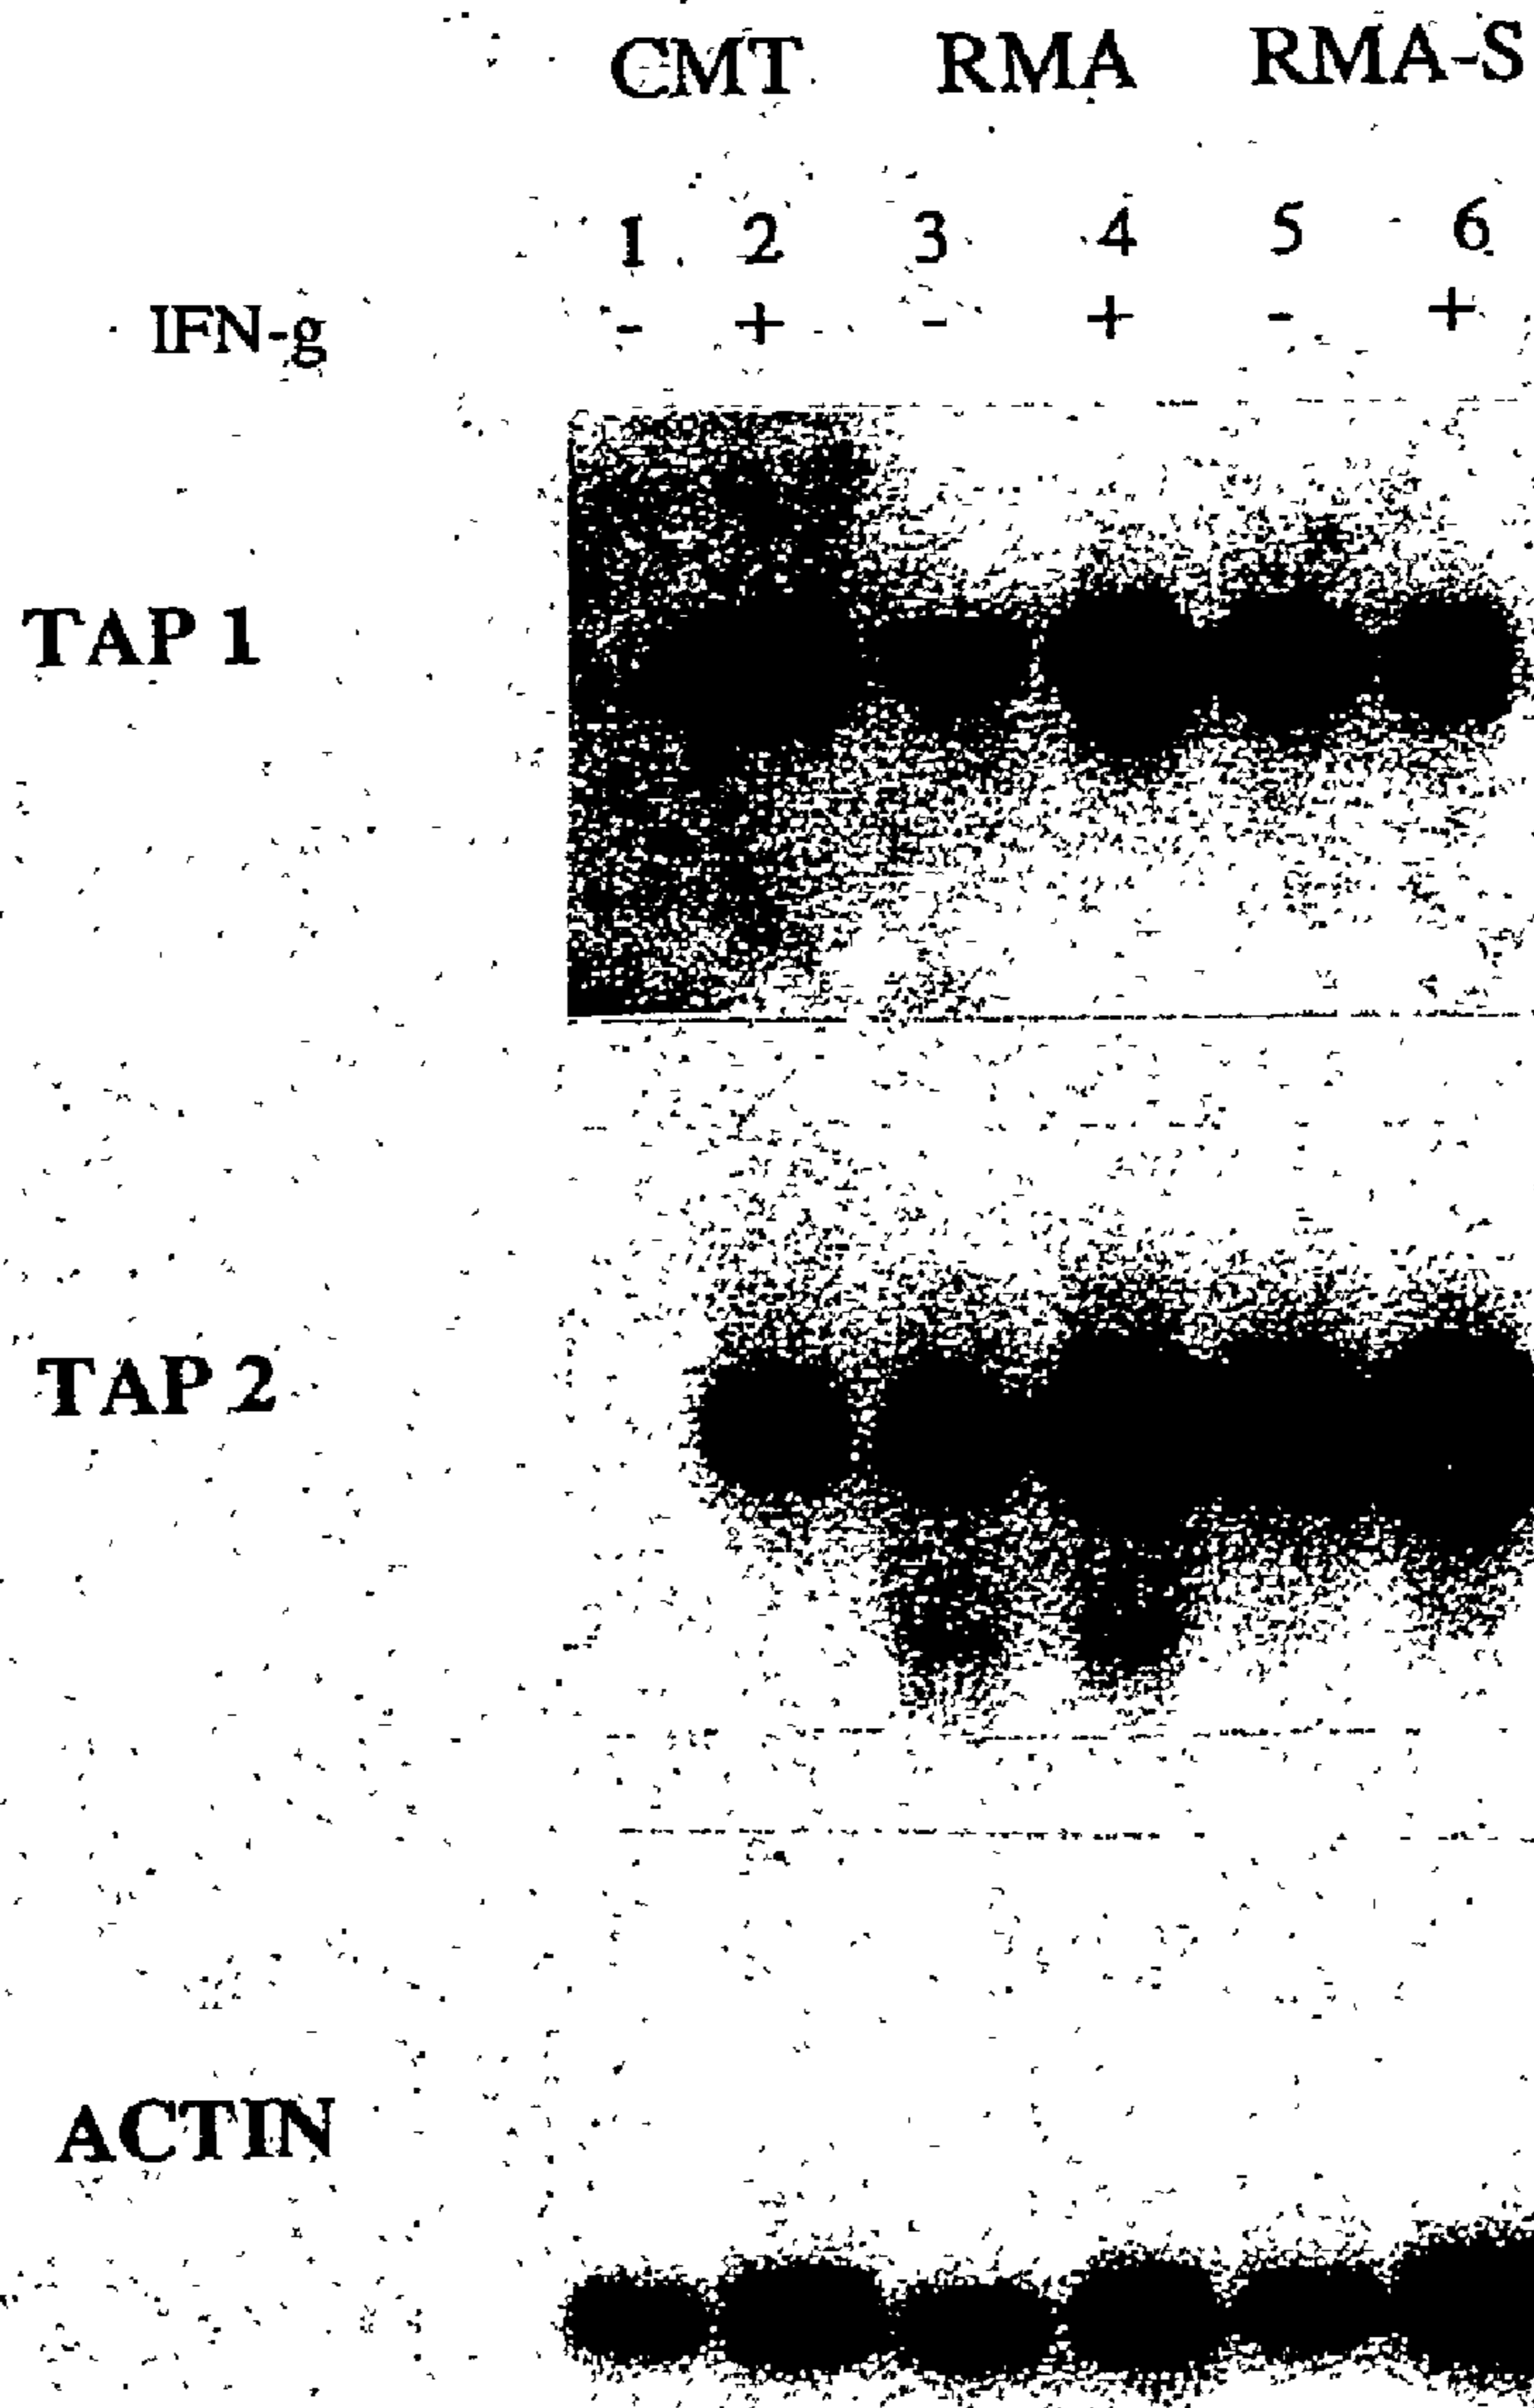 CMT RMA RMA-S
1 2 3 4 5 6
IFN-g - + - + - +
TAP 1
TAP 2
ACTIN